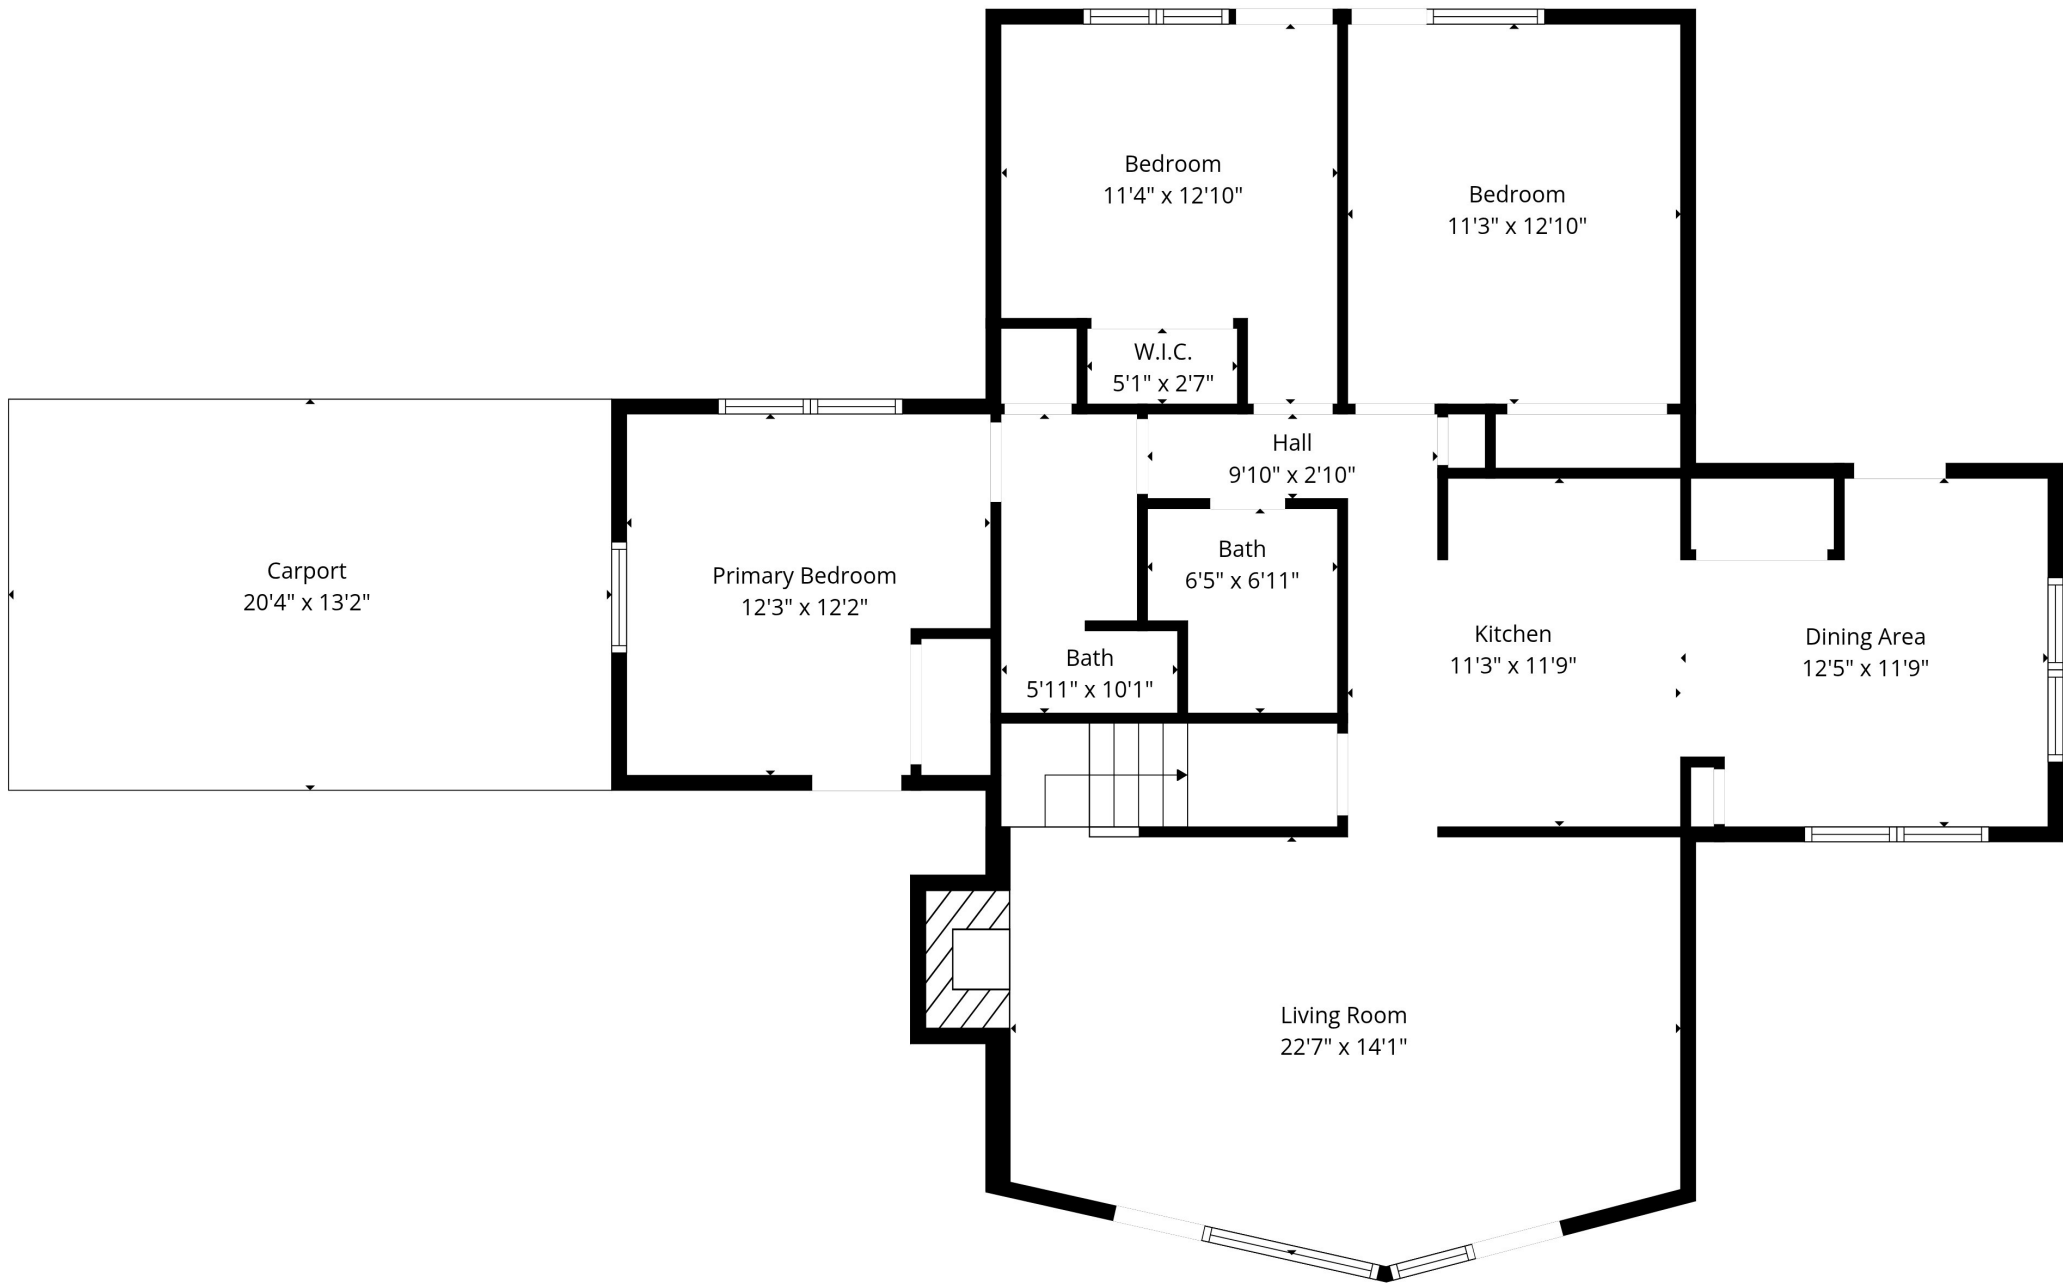 Bedroom
11'4" x 12'10"
Bedroom
11'3" x 12'10"
W.I.C.
5'1" x 2'7"
Hall
9'10" x 2'10"
Carport
20'4" x 13'2"
Primary Bedroom
12'3" x 12'2"
Bath
6'5" x 6'11"
Bath
5'11" x 10'1"
Kitchen
11'3" x 11'9"
Dining Area
12'5" x 11'9"
Living Room
22'7" x 14'1"